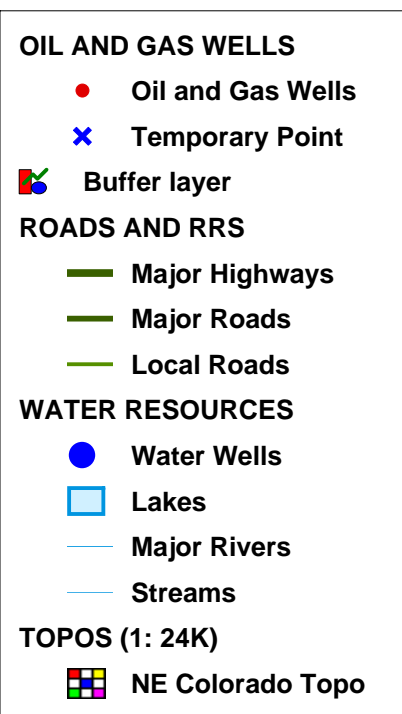 OIL AND GAS WELLS
Oil and Gas Wells
Temporary Point
Buffer layer
ROADS AND RRS
Major Highways
Major Roads
Local Roads
WATER RESOURCES
Water Wells
Lakes
Major Rivers
Streams
TOPOS (1: 24K)
NE Colorado Topo